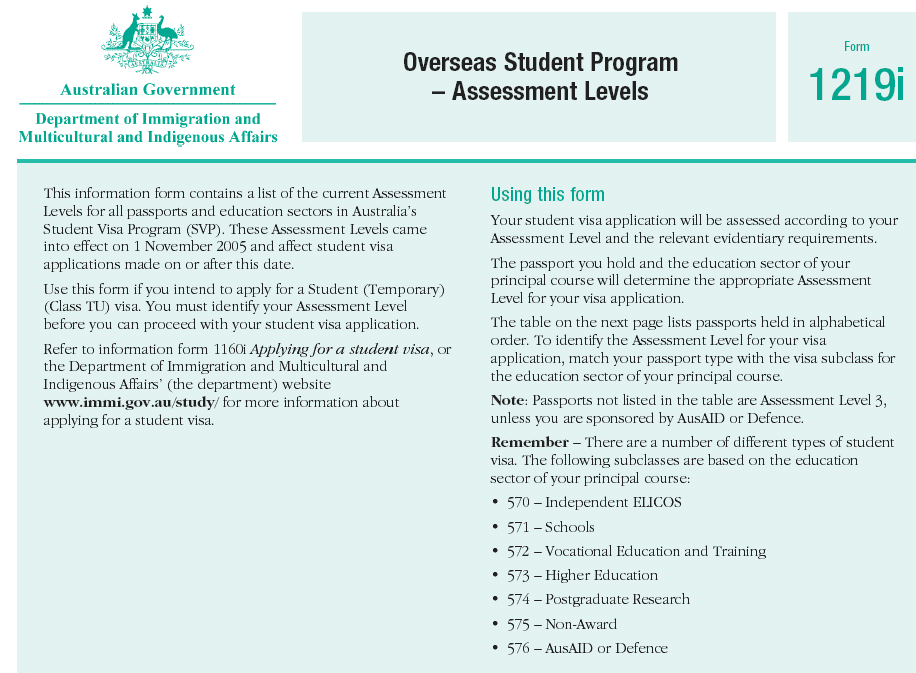 Australian Government
Department of Immigration and
Multicultural and Indigenous Affairs
Overseas Student Program
– Assessment Levels
Form
1219i
This information form contains a list of the current Assessment
Levels for all passports and education sectors in Australia's
Student Visa Program (SVP). These Assessment Levels came
into effect on 1 November 2005 and affect student visa
applications made on or after this date.
Use this form if you intend to apply for a Student (Temporary)
(Class TU) visa. You must identify your Assessment Level
before you can proceed with your student visa application.
Refer to information form 1160i Applying for a student visa, or
the Department of Immigration and Multicultural and
Indigenous Affairs' (the department) website
www.immi.gov.au/study/ for more information about
applying for a student visa.
Using this form
Your student visa application will be assessed according to your
Assessment Level and the relevant evidentiary requirements.
The passport you hold and the education sector of your
principal course will determine the appropriate Assessment
Level for your visa application.
The table on the next page lists passports held in alphabetical
order. To identify the Assessment Level for your visa
application, match your passport type with the visa subclass for
the education sector of your principal course.
Note: Passports not listed in the table are Assessment Level 3,
unless you are sponsored by AusAID or Defence.
Remember – There are a number of different types of student
visa. The following subclasses are based on the education
sector of your principal course:
• 570 – Independent ELICOS
• 571 – Schools
• 572 – Vocational Education and Training
• 573 – Higher Education
• 574 – Postgraduate Research
• 575 – Non-Award
• 576 – AusAID or Defence